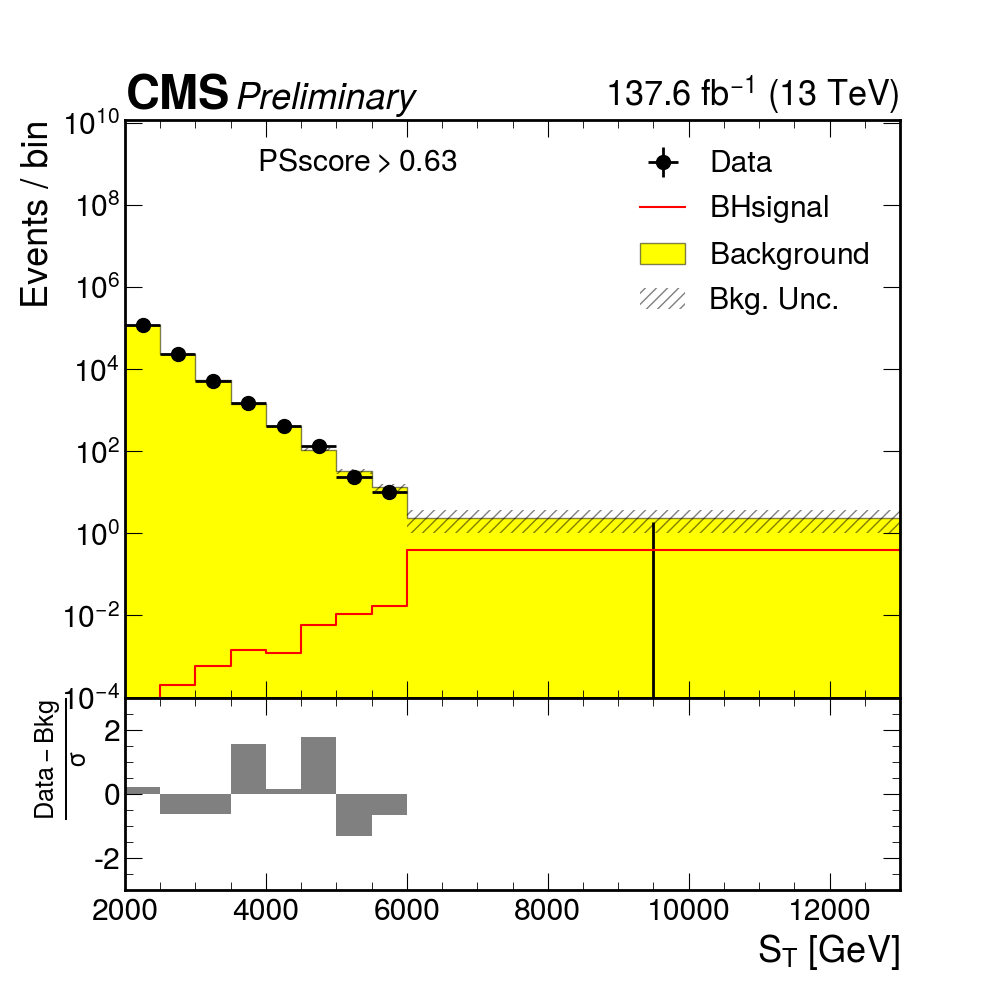 CMS Preliminary 137.6 fb⁻¹ (13 TeV)
Events / bin
PSscore > 0.63
Data
BHsignal
Background
Bkg. Unc.
10¹⁰
10⁸
10⁶
10⁴
10²
10⁰
10⁻²
10⁻⁴
Data – Bkg
σ
2
0
-2
2000 4000 6000 8000 10000 12000
S_T [GeV]